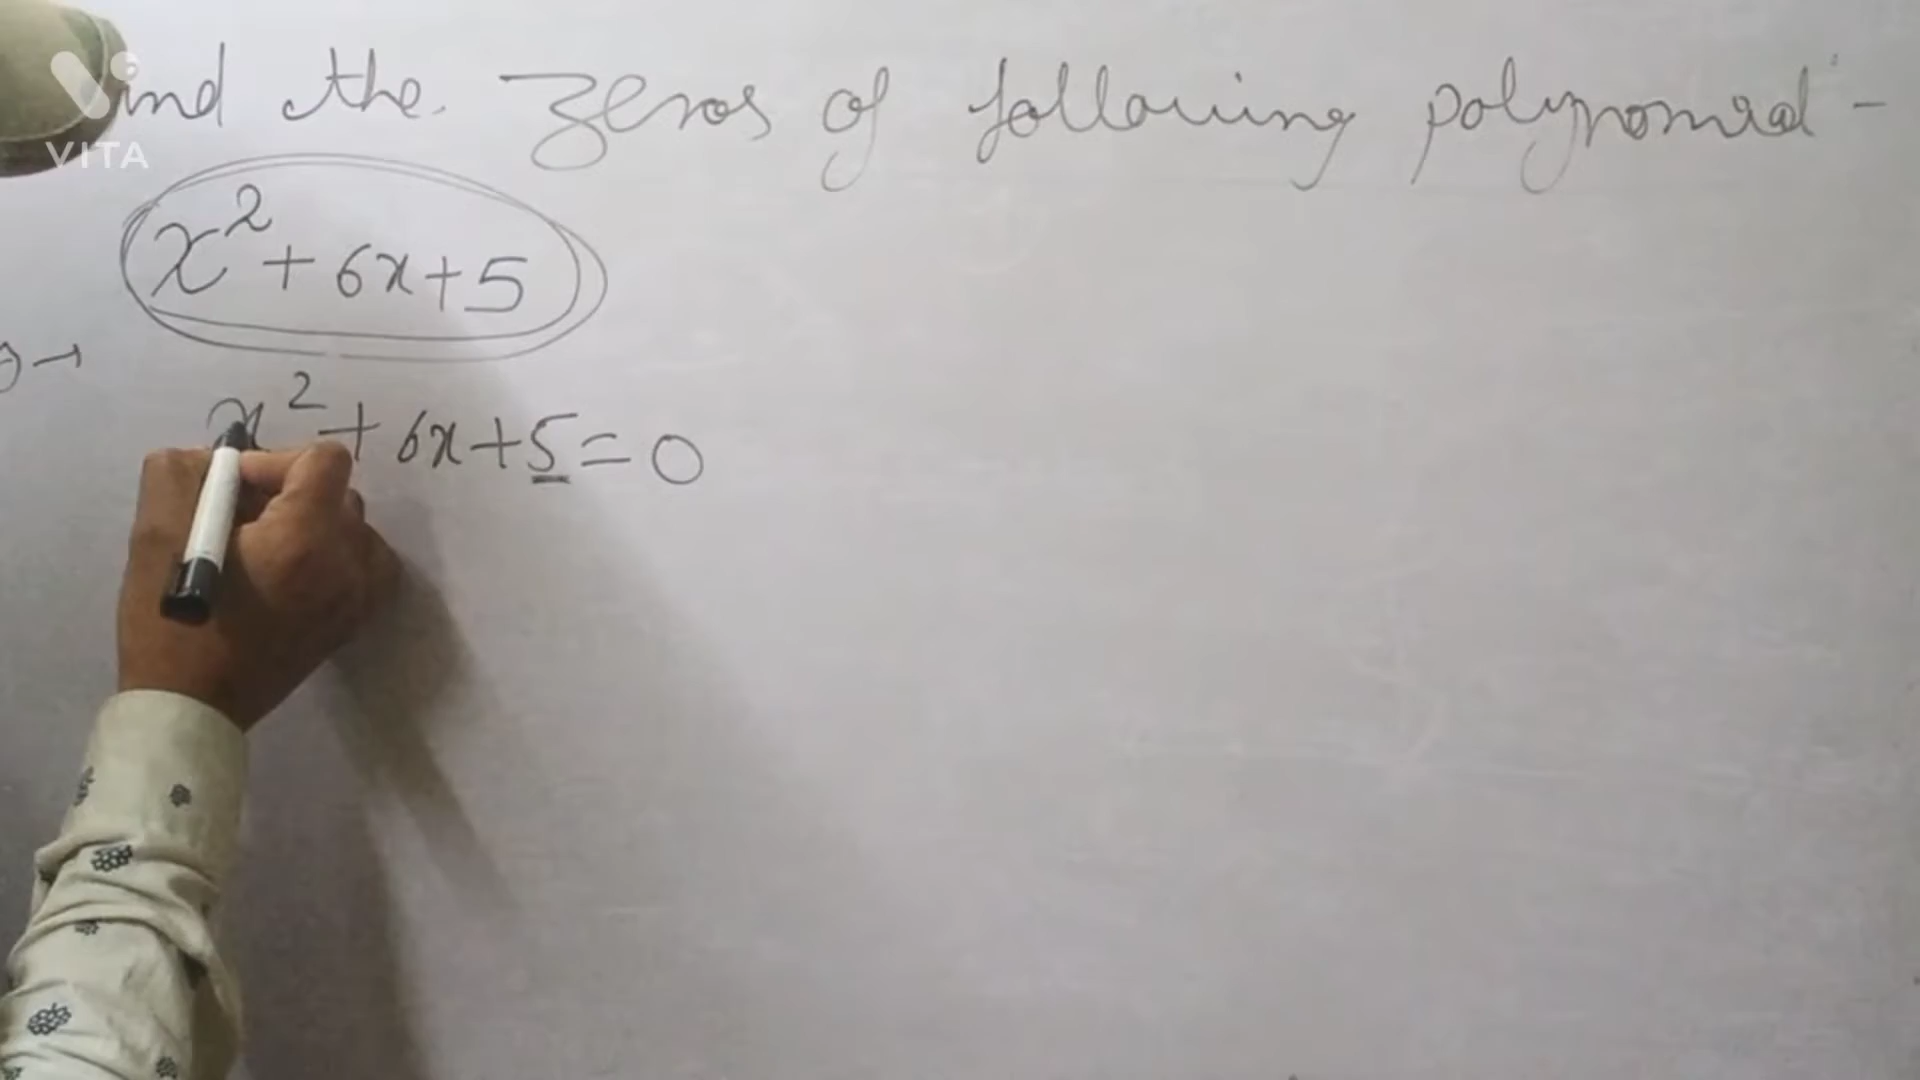 ind the zeros of following polynomial -
VITA
x² + 6x + 5
x² + 6x + 5 = 0